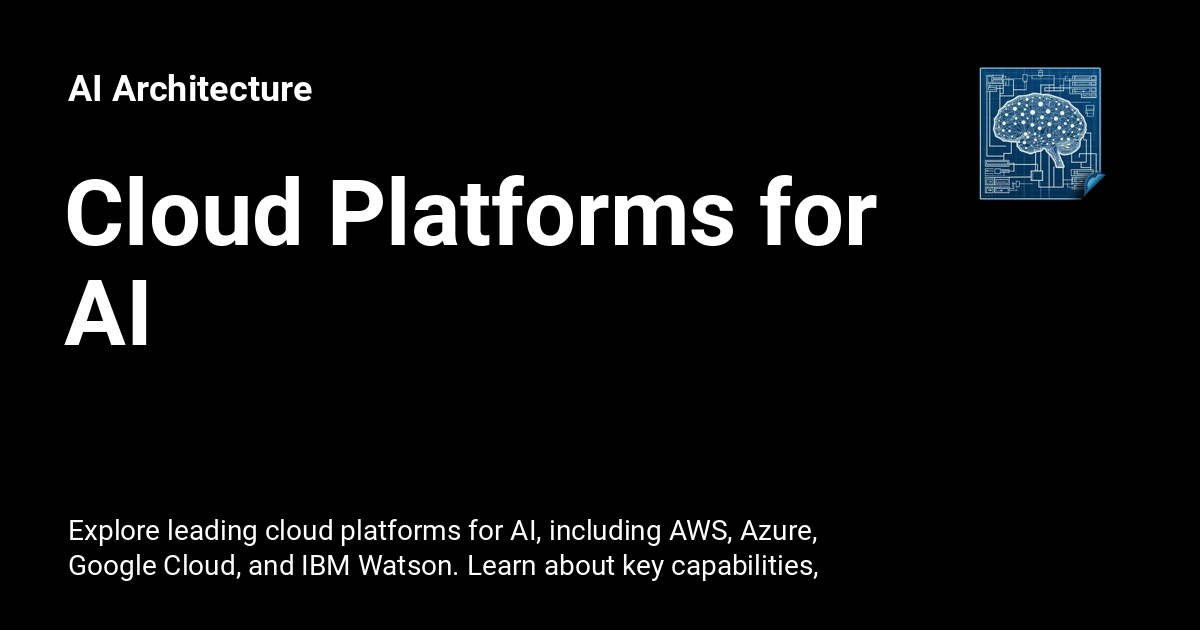 AI Architecture
Cloud Platforms for
AI
Explore leading cloud platforms for AI, including AWS, Azure,
Google Cloud, and IBM Watson. Learn about key capabilities,